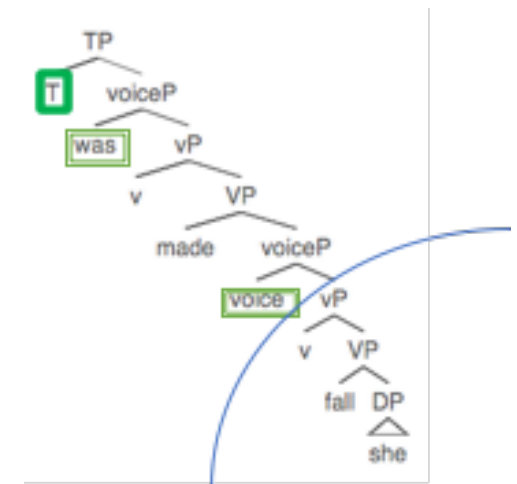 TP
T voiceP
was vP
v VP
made voiceP
voice vP
v VP
fall DP
she